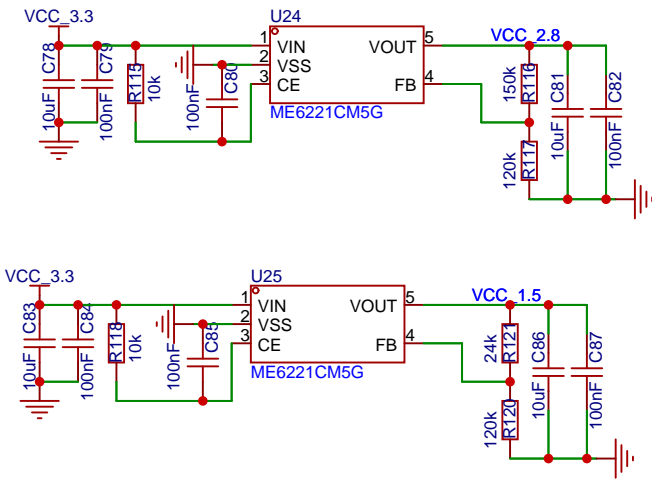 VCC_3.3
U24
C78
10uF
C79
100nF
R115
10k
C80
100nF
1
2
3
VIN
VSS
CE
VOUT
FB
5
4
ME6221CM5G
VCC_2.8
150k
R116
120k
R117
C81
10uF
C82
100nF
VCC_3.3
U25
C83
10uF
C84
100nF
R118
10k
C85
100nF
1
2
3
VIN
VSS
CE
VOUT
FB
5
4
ME6221CM5G
VCC_1.5
24k
R121
120k
R120
C86
10uF
C87
100nF